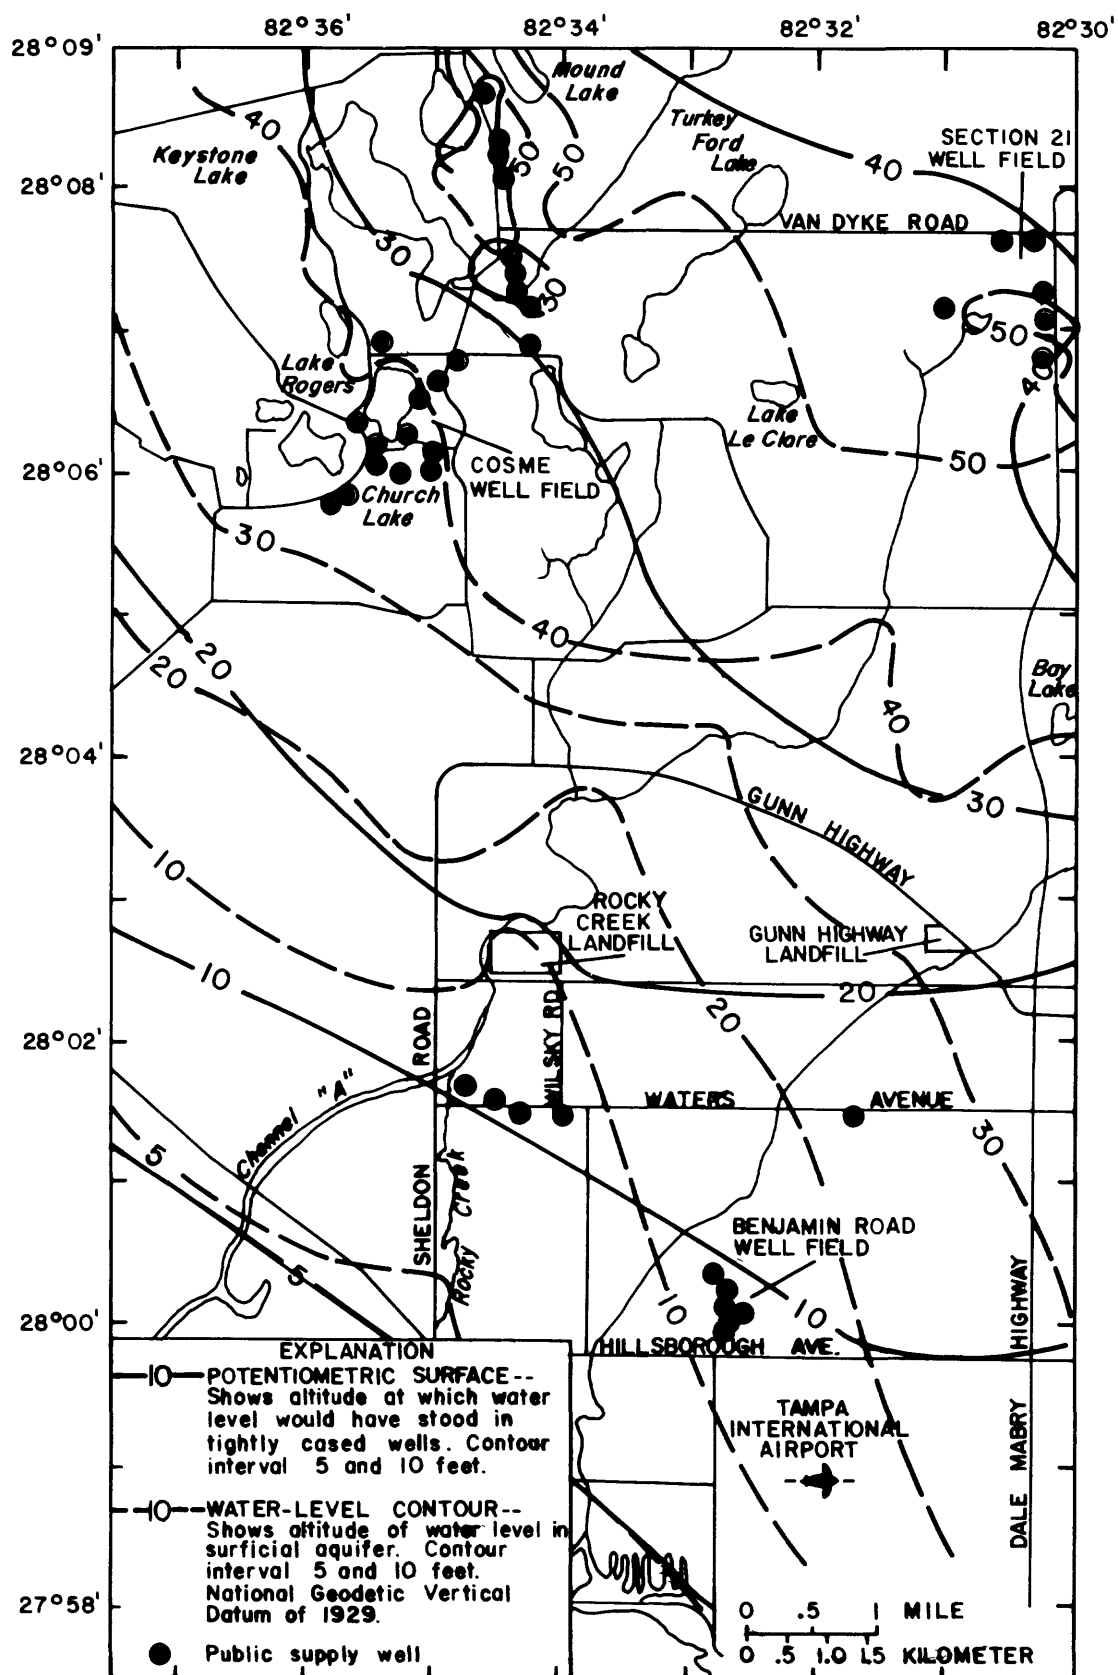 82°36' 82°34' 82°32' 82°30'
28°09'
Mound
Lake
Turkey
Ford
Lake
SECTION 21
WELL FIELD
40
Keystone
Lake
50
50
40
28°08'
VAN DYKE ROAD
30
30
50
Lake
Rogers
40
Lake
Le Clare
28°06'
COSME
WELL FIELD
50
Church
Lake
30
40
20
20
Bay
Lake
40
28°04'
30
GUNN HIGHWAY
10
ROCKY
CREEK
LANDFILL
GUNN HIGHWAY
LANDFILL
10
20
20
28°02'
SHELDON ROAD
WILSKY RD
Channel "A"
WATERS AVENUE
30
5
Rocky Creek
BENJAMIN ROAD
WELL FIELD
5
10
10
28°00'
HILLSBOROUGH AVE.
DALE MABRY HIGHWAY
TAMPA
INTERNATIONAL
AIRPORT
27°58'
EXPLANATION
10 POTENTIOMETRIC SURFACE--
Shows altitude at which water
level would have stood in
tightly cased wells. Contour
interval 5 and 10 feet.
10 WATER-LEVEL CONTOUR--
Shows altitude of water level in
surficial aquifer. Contour
interval 5 and 10 feet.
National Geodetic Vertical
Datum of 1929.
Public supply well
0 .5 1 MILE
0 .5 1.0 1.5 KILOMETER